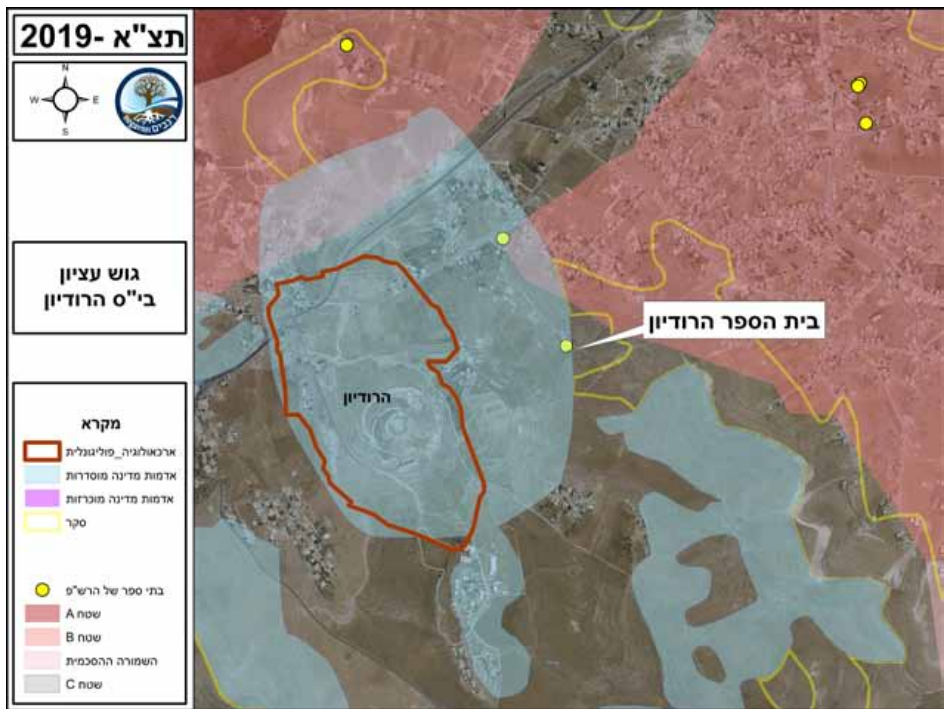 תצ"א -2019
N
W E
S
רגבים
גוש עציון
בי"ס הרודיון
מקרא
ארכאולוגיה_פוליגונלית
אדמות מדינה מוסדרות
אדמות מדינה מוכרזות
סקר
בתי ספר של הרש"פ
שטח A
שטח B
השמורה ההסכמית
שטח C
בית הספר הרודיון
הרודיון